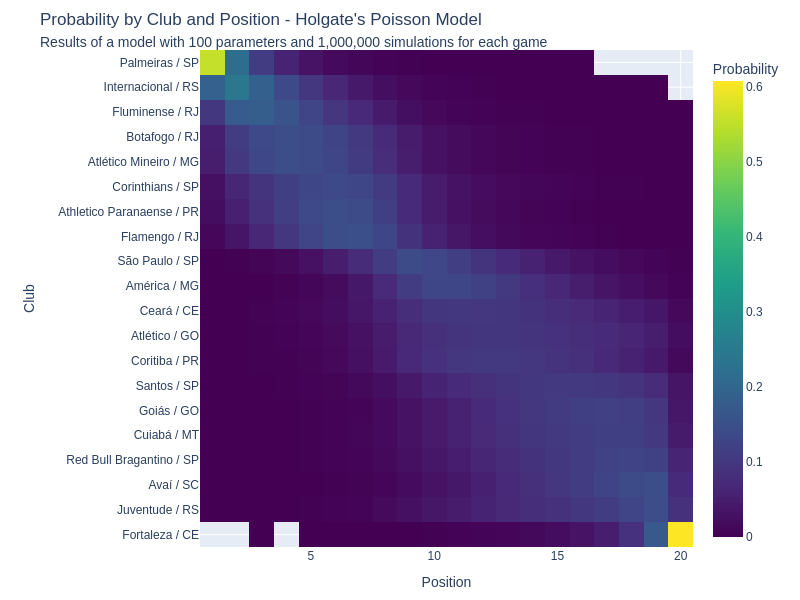 Probability by Club and Position - Holgate's Poisson Model
Results of a model with 100 parameters and 1,000,000 simulations for each game
Probability
Club
Palmeiras / SP
Internacional / RS
Fluminense / RJ
Botafogo / RJ
Atlético Mineiro / MG
Corinthians / SP
Athletico Paranaense / PR
Flamengo / RJ
São Paulo / SP
América / MG
Ceará / CE
Atlético / GO
Coritiba / PR
Santos / SP
Goiás / GO
Cuiabá / MT
Red Bull Bragantino / SP
Avaí / SC
Juventude / RS
Fortaleza / CE
5 10 15 20
Position
0.6
0.5
0.4
0.3
0.2
0.1
0